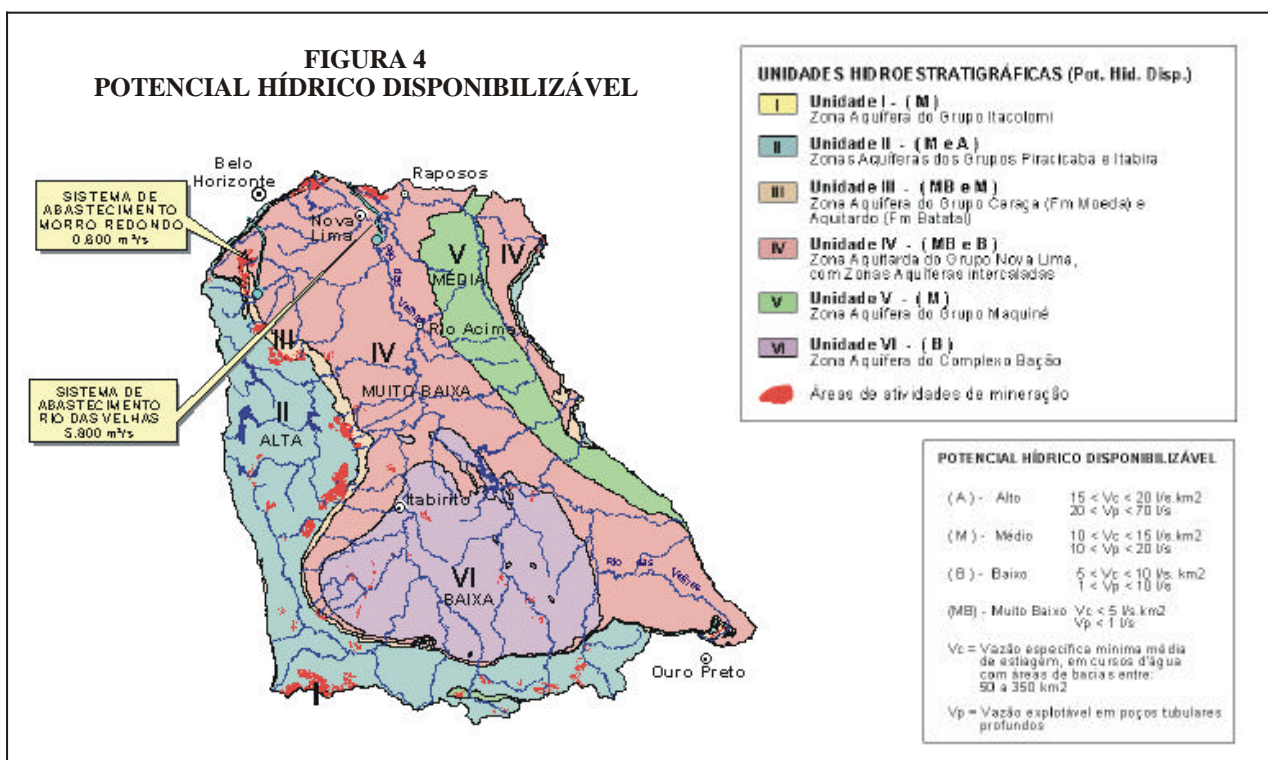 FIGURA 4
POTENCIAL HÍDRICO DISPONIBILIZÁVEL
Belo
Horizonte
Raposos
SISTEMA DE
ABASTECIMENTO
MORRO REDONDO
0.600 m³/s
Nova
Lima
V
MÉDIA
IV
Rio das Velhas
Rio Acima
III
IV
MUITO BAIXA
SISTEMA DE
ABASTECIMENTO
RIO DAS VELHAS
5.800 m³/s
II
ALTA
Itabirito
VI
BAIXA
Rio das Velhas
Ouro Preto
I
UNIDADES HIDROESTRATIGRÁFICAS (Pot. Hid. Disp.)
I Unidade I - ( M )
Zona Aquífera do Grupo Itacolomi
II Unidade II - ( M e A )
Zonas Aquíferas dos Grupos Piracicaba e Itabira
III Unidade III - ( MB e M )
Zona Aquífera do Grupo Caraça (Fm Moeda) e
Aquitardo (Fm Batatal)
IV Unidade IV - ( MB e B )
Zona Aquitarda do Grupo Nova Lima,
com Zonas Aquíferas intercaladas
V Unidade V - ( M )
Zona Aquífera do Grupo Maquiné
VI Unidade VI - ( B )
Zona Aquífera do Complexo Bação
Áreas de atividades de mineração
POTENCIAL HÍDRICO DISPONIBILIZÁVEL
( A ) - Alto 15 < Vc < 20 l/s.km2
20 < Vp < 70 l/s
( M ) - Médio 10 < Vc < 15 l/s.km2
10 < Vp < 20 l/s
( B ) - Baixo 5 < Vc < 10 l/s. km2
1 < Vp < 10 l/s
(MB) - Muito Baixo Vc < 5 l/s.km2
Vp < 1 l/s
Vc = Vazão específica mínima média
de estiagem, em cursos d'água
com áreas de bacias entre:
50 a 350 km2
Vp = Vazão explotável em poços tubulares
profundos